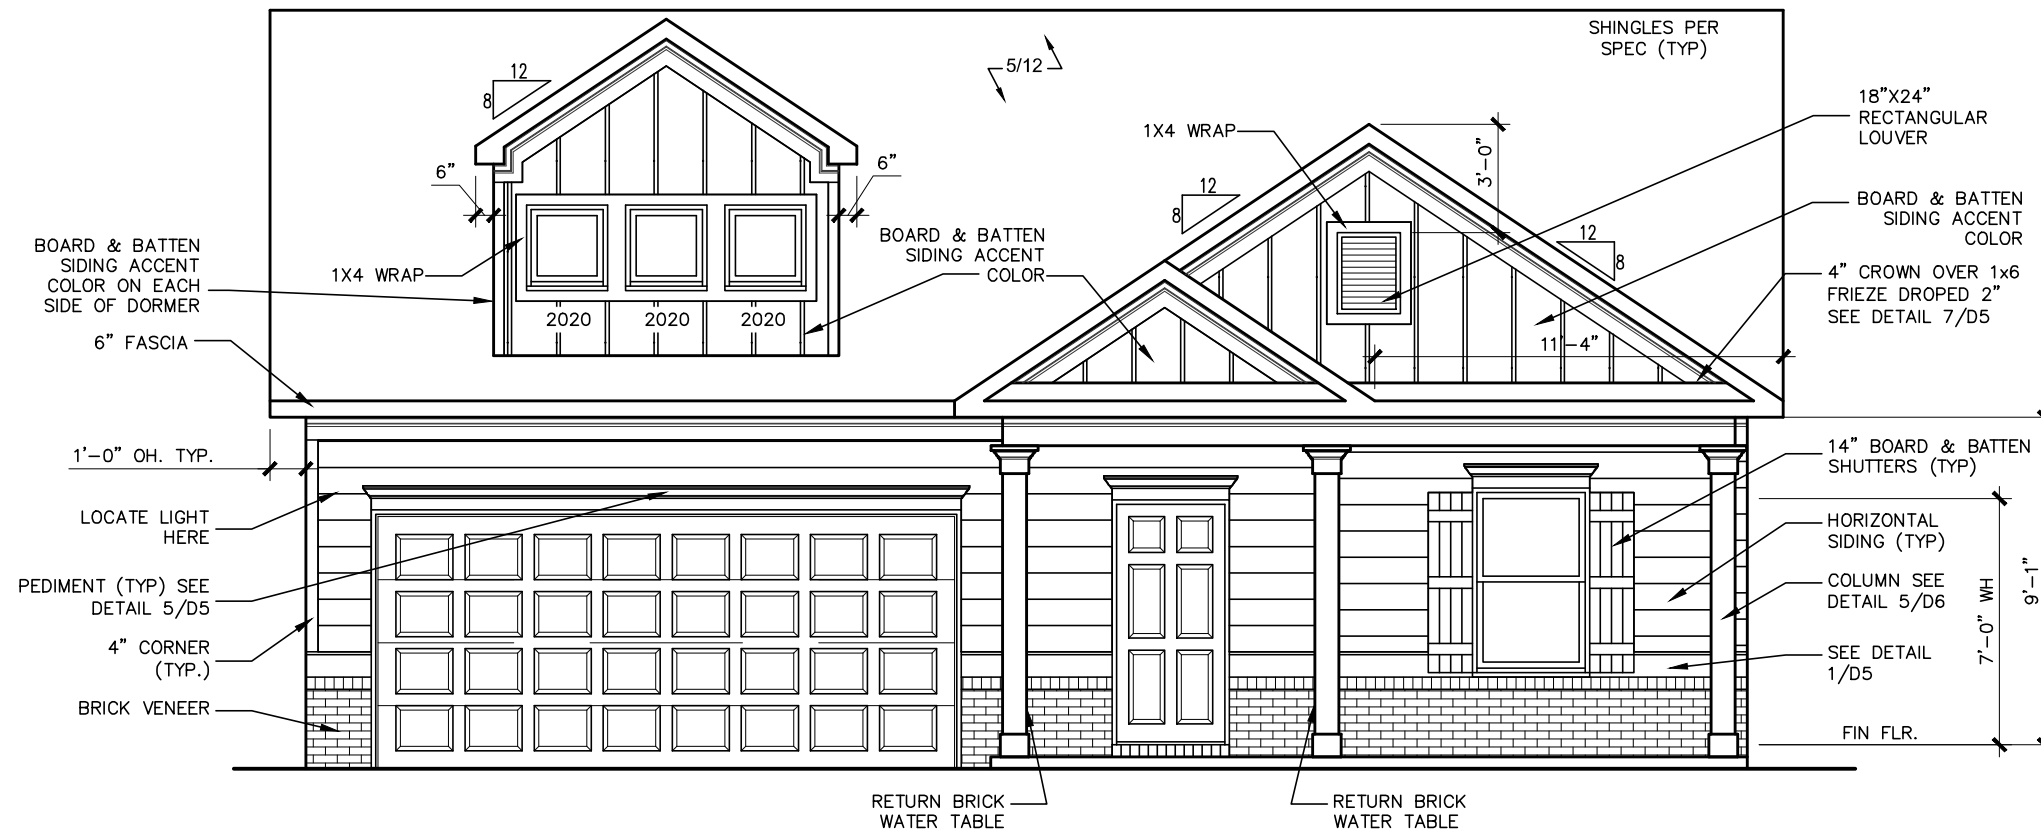 SHINGLES PER
SPEC (TYP)
12
8
5/12
18"X24"
RECTANGULAR
LOUVER
1X4 WRAP
3'-0"
6"
6"
12
8
BOARD & BATTEN
SIDING ACCENT
COLOR
BOARD & BATTEN
SIDING ACCENT
COLOR
12
8
BOARD & BATTEN
SIDING ACCENT
COLOR ON EACH
SIDE OF DORMER
1X4 WRAP
4" CROWN OVER 1x6
FRIEZE DROPED 2"
SEE DETAIL 7/D5
2020
2020
2020
6" FASCIA
11'-4"
1'-0" OH. TYP.
14" BOARD & BATTEN
SHUTTERS (TYP)
LOCATE LIGHT
HERE
HORIZONTAL
SIDING (TYP)
PEDIMENT (TYP) SEE
DETAIL 5/D5
COLUMN SEE
DETAIL 5/D6
7'-0" WH
9'-1"
4" CORNER
(TYP.)
SEE DETAIL
1/D5
BRICK VENEER
FIN FLR.
RETURN BRICK
WATER TABLE
RETURN BRICK
WATER TABLE